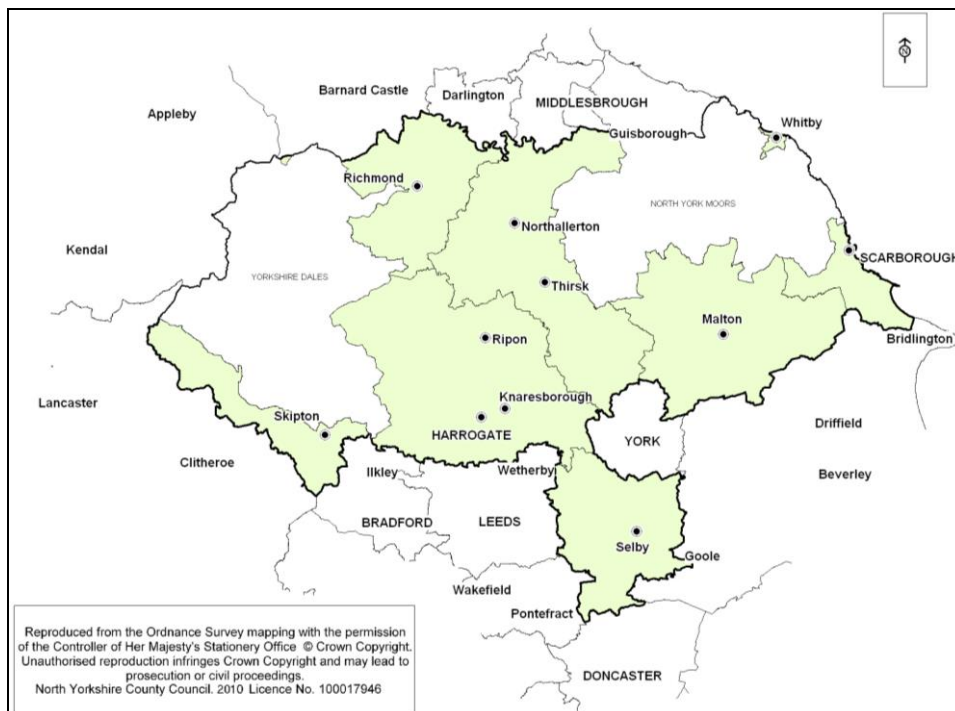 N
Barnard Castle
Darlington
MIDDLESBROUGH
Appleby
Guisborough
Whitby
Richmond
NORTH YORK MOORS
Northallerton
Kendal
SCARBOROUGH
YORKSHIRE DALES
Thirsk
Malton
Ripon
Bridlington
Lancaster
Knaresborough
Skipton
HARROGATE
YORK
Driffield
Clitheroe
Ilkley
Wetherby
Beverley
BRADFORD
LEEDS
Selby
Goole
Wakefield
Pontefract
DONCASTER
Reproduced from the Ordnance Survey mapping with the permission
of the Controller of Her Majesty's Stationery Office © Crown Copyright.
Unauthorised reproduction infringes Crown Copyright and may lead to
prosecution or civil proceedings.
North Yorkshire County Council. 2010 Licence No. 100017946